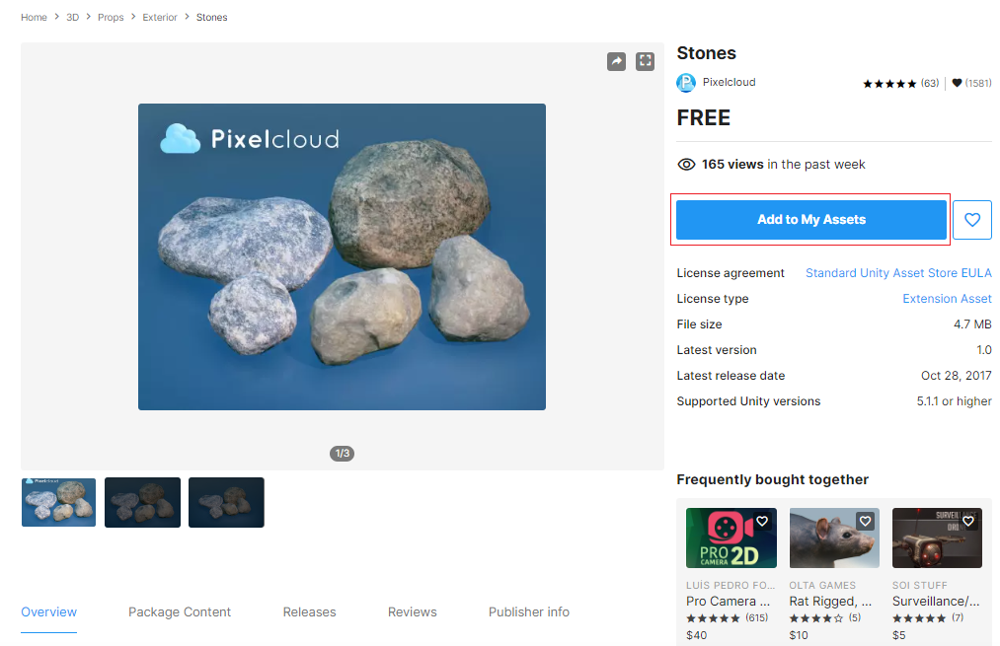 Home > 3D > Props > Exterior > Stones
Pixelcloud
1/3
Stones
Pixelcloud
(63)
(1581)
FREE
165 views in the past week
Add to My Assets
License agreement Standard Unity Asset Store EULA
License type Extension Asset
File size 4.7 MB
Latest version 1.0
Latest release date Oct 28, 2017
Supported Unity versions 5.1.1 or higher
Frequently bought together
PRO
CAMERA 2D
LUÍS PEDRO FO...
Pro Camera ...
(615)
$40
OLTA GAMES
Rat Rigged, ...
(5)
$10
SOI STUFF
Surveillance/...
(7)
$5
Overview Package Content Releases Reviews Publisher info